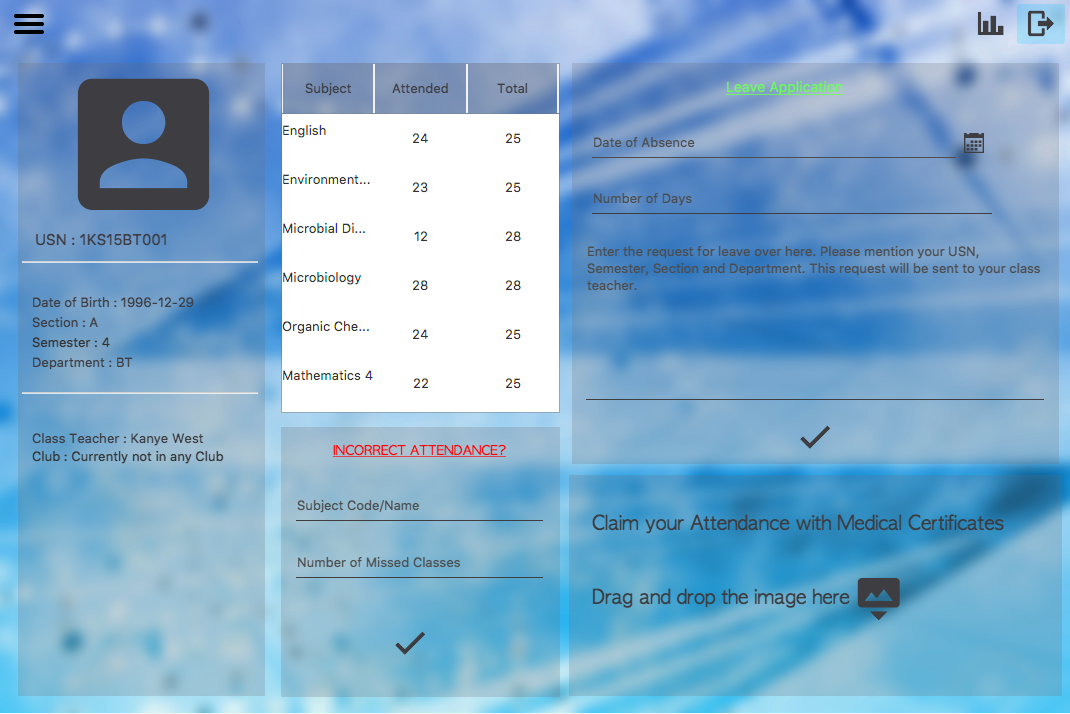 USN : 1KS15BT001
Date of Birth : 1996-12-29
Section : A
Semester : 4
Department : BT
Class Teacher : Kanye West
Club : Currently not in any Club
Subject Attended Total
English 24 25
Environment... 23 25
Microbial Di... 12 28
Microbiology 28 28
Organic Che... 24 25
Mathematics 4 22 25
INCORRECT ATTENDANCE?
Subject Code/Name
Number of Missed Classes
Leave Application
Date of Absence
Number of Days
Enter the request for leave over here. Please mention your USN,
Semester, Section and Department. This request will be sent to your class
teacher.
Claim your Attendance with Medical Certificates
Drag and drop the image here